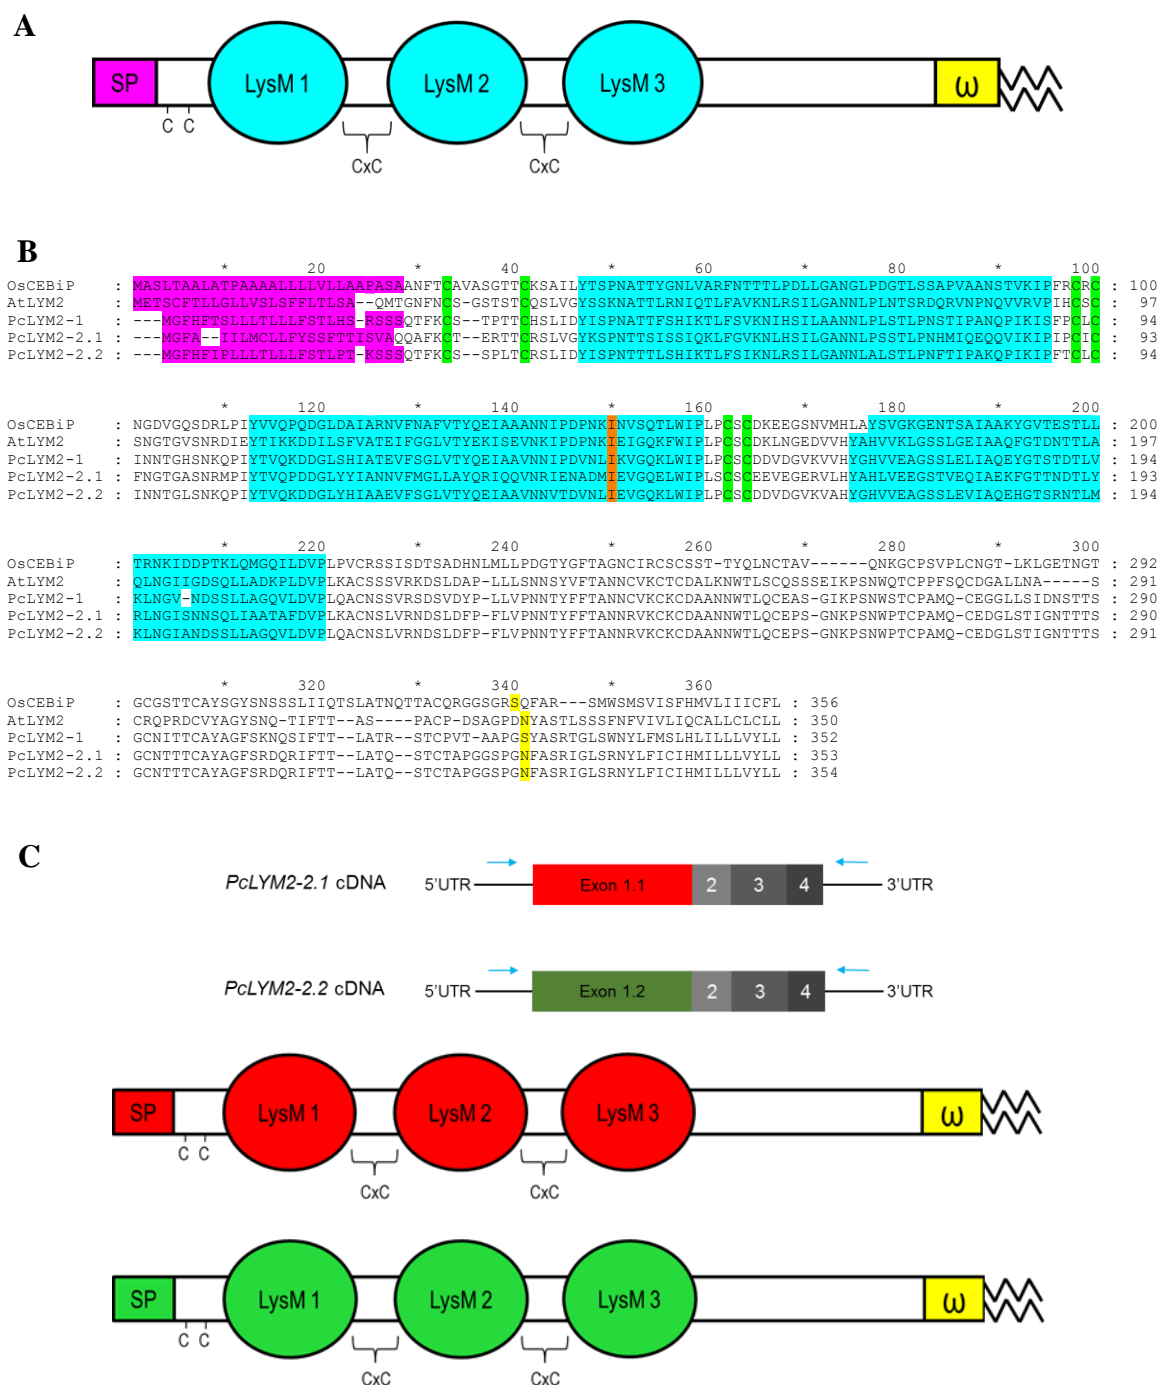 A
SP LysM 1 LysM 2 LysM 3 ω
C C CxC CxC
B
* 20 * 40 * 60 * 80 * 100
OsCEBiP : MASLTAALATPAAAALLLLVLLAAPASAANFTCAVASGTTCKSAILYTSPNATTYGNLVARFNTTTLPDLLGANGLPDGTLSSAPVAANSTVKIPFRCRC : 100
AtLYM2 : METSCFTLLGLLVSLSFFLTLSA--QMTGNFNCS-GSTSTCQSLVGYSSKNATTLRNIQTLFAVKNLRSILGANNLPLNTSRDQRVNPNQVVRVPIHCSC : 97
PcLYM2-1 : ---MGFHFTSLLLTLLLFSTLHS-RSSSQTFKCS--TPTTCHSLIDYISPNATTFSHIKTLFSVKNIHSILAANNLPLSTLPNSTIPANQPIKISFPCLC : 94
PcLYM2-2.1 : ---MGFA--IILMCLLFYSSFTTISVAQQAFKCT--ERTTCRSLVGYKSPNTTSISSIQKLFGVKNLHSILGANNLPSSTLPNHMIQEQQVIKIPIPCIC : 93
PcLYM2-2.2 : ---MGFHFIPLLLTLLLFSTLPT-KSSSQTFKCS--SPLTCRSLIDYISPNTTTLSHIKTLFSIKNLRSILGANNLALSTLPNFTIPAKQPIKIPFTCLC : 94
* 120 * 140 * 160 * 180 * 200
OsCEBiP : NGDVGQSDRLPIYVVQPQDGLDAIARNVFNAFVTYQEIAAANNIPDPNKINVSQTLWIPLPCSCDKEEGSNVMHLAYSVGKGENTSAIAAKYGVTESTLL : 200
AtLYM2 : SNGTGVSNRDIEYTIKKDDILSFVATEIFGGLVTYEKISEVNKIPDPNKIEIGQKFWIPLPCSCDKLNGEDVVHYAHVVKLGSSLGEIAAQFGTDNTTLA : 197
PcLYM2-1 : INNTGHSNKQPIYTVQKDDGLSHIATEVFSGLVTYQEIAAVNNIPDVNLIKVGQKLWIPLPCSCDDVDGVKVVHYGHVVEAGSSLELIAQEYGTSTDTLV : 194
PcLYM2-2.1 : FNGTGASNRMPIYTVQPDDGLYYIANNVFMGLLAYQRIQQVNRIENADMIEVGQKLWIPLSCSCEEVEGERVLHYAHLVEEGSTVEQIAEKFGTTNDTLY : 193
PcLYM2-2.2 : INNTGLSNKQPIYTVQKDDGLYHIAAEVFSGLVTYQEIAAVNNVTDVNLIEVGQKLWIPLPCSCDDVDGVKVAHYGHVVEAGSSLEVIAQEHGTSRNTLM : 194
* 220 * 240 * 260 * 280 * 300
OsCEBiP : TRNKIDDPTKLQMGQILDVPLPVCRSSISDTSADHNLMLLPDGTYGFTAGNCIRCSCSST-TYQLNCTAV------QNKGCPSVPLCNGT-LKLGETNGT : 292
AtLYM2 : QLNGIIGDSQLLADKPLDVPLKACSSSVRKDSLDAP-LLLSNNSYVFTANNCVKCTCDALKNWTLSCQSSSEIKPSNWQTCPPFSQCDGALLNA-----S : 291
PcLYM2-1 : KLNGV-NDSSLLAGQVLDVPLQACNSSVRSDSVDYP-LLVPNNTYFFTANNCVKCKCDAANNWTLQCEAS-GIKPSNWSTCPAMQ-CEGGLLSIDNSTTS : 290
PcLYM2-2.1 : RLNGISNNSQLIAATAFDVPLKACNSLVRNDSLDFP-FLVPNNTYFFTANNRVKCKCDAANNWTLQCEPS-GNKPSNWPTCPAMQ-CEDGLSTIGNTTTS : 290
PcLYM2-2.2 : KLNGIANDSSLLAGQVLDVPLQACNSLVRNDSLDFP-FLVPNNTYFFTANNRVKCKCDAANNWTLQCEPS-GNKPSNWPTCPAMQ-CEDGLSTIGNTTTS : 291
* 320 * 340 * 360
OsCEBiP : GCGSTTCAYSGYSNSSSLIIQTSLATNQTTACQRGGSGRSQFAR---SMWSMSVISFHMVLIIICFL : 356
AtLYM2 : CRQPRDCVYAGYSNQ-TIFTT--AS----PACP-DSAGPDNYASTLSSSFNFVIVLIQCALLCLCLL : 350
PcLYM2-1 : GCNITTCAYAGFSKNQSIFTT--LATR--STCPVT-AAPGSYASRTGLSWNYLFMSLHLILLLVYLL : 352
PcLYM2-2.1 : GCNTTTCAYAGFSRDQRIFTT--LATQ--STCTAPGGSPGNFASRIGLSRNYLFICIHMILLLVYLL : 353
PcLYM2-2.2 : GCNTTTCAYAGFSRDQRIFTT--LATQ--STCTAPGGSPGNFASRIGLSRNYLFICIHMILLLVYLL : 354
C
PcLYM2-2.1 cDNA 5'UTR Exon 1.1 2 3 4 3'UTR
PcLYM2-2.2 cDNA 5'UTR Exon 1.2 2 3 4 3'UTR
SP LysM 1 LysM 2 LysM 3 ω
C C CxC CxC
SP LysM 1 LysM 2 LysM 3 ω
C C CxC CxC